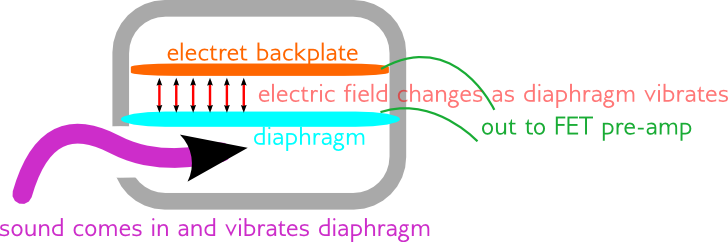 electret backplate
electric field changes as diaphragm vibrates
out to FET pre-amp
diaphragm
sound comes in and vibrates diaphragm